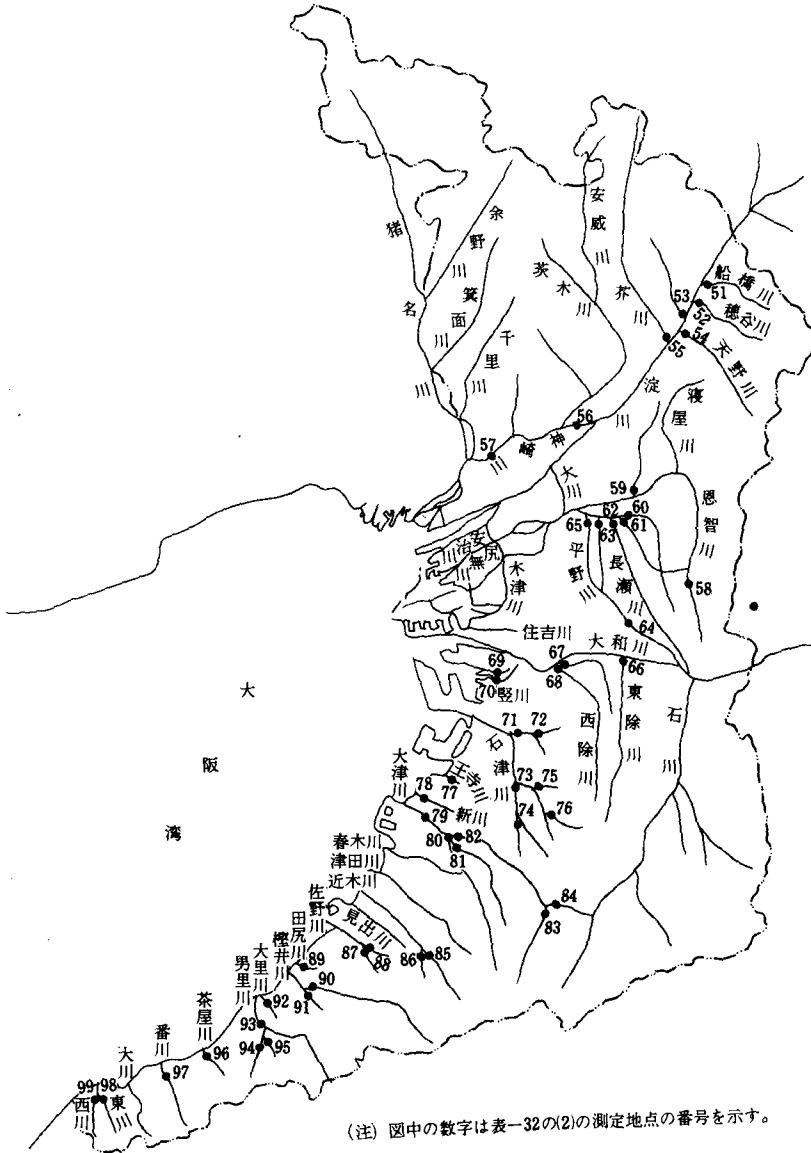 猪名川
余野川
箕面川
千里川
茨木川
安威川
芥川
船橋川
穂谷川
天野川
51
52
53
54
55
淀川
寝屋川
56
57
神崎川
大川
恩智川
59
60
61
62
63
65
58
安治川
尻無川
木津川
平野川
長瀬川
64
住吉川
大和川
66
67
68
69
70
竪川
西除川
東除川
石川
71
72
石津川
73
75
74
76
大阪湾
大津川
王寺川
77
78
79
新川
80
82
81
春木川
津田川
近木川
84
83
佐野川
見出川
87
88
86
85
田尻川
89
樫井川
90
91
大里川
92
男里川
93
94
95
茶屋川
96
番川
97
大川
99
98
西川
東川
(注) 図中の数字は表―32の(2)の測定地点の番号を示す。